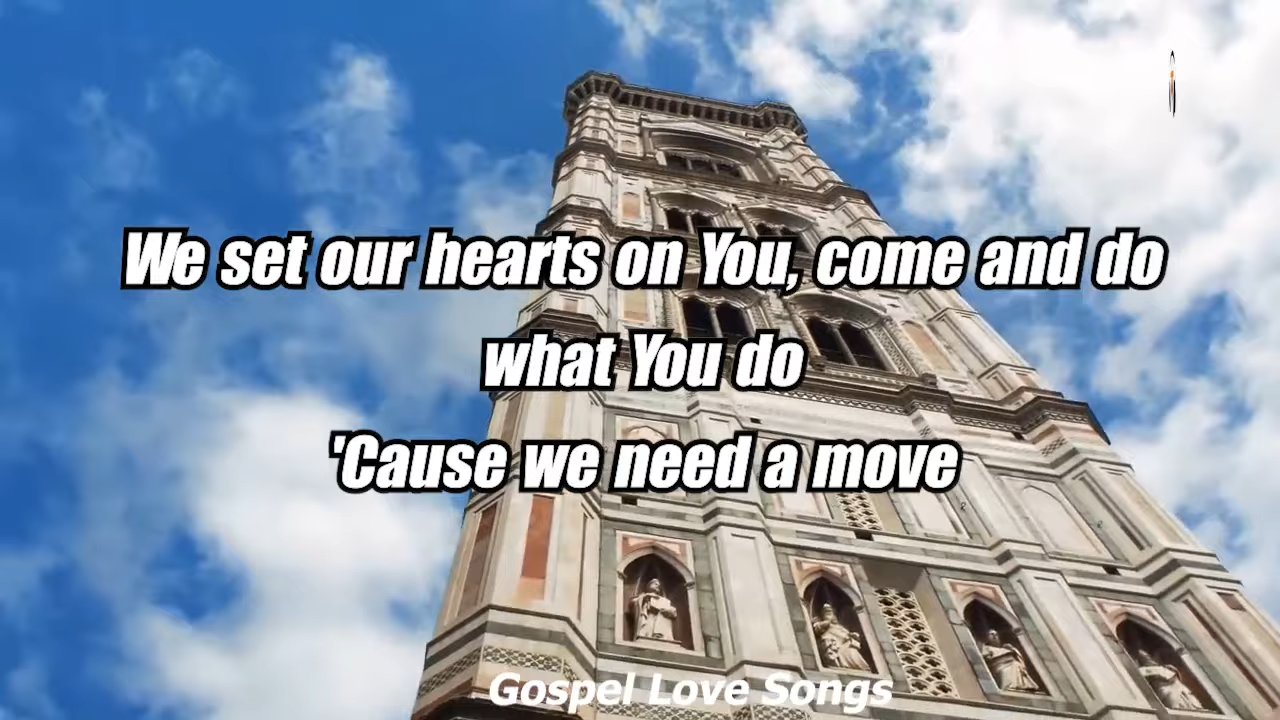 We set our hearts on You, come and do
what You do
'Cause we need a move
Gospel Love Songs